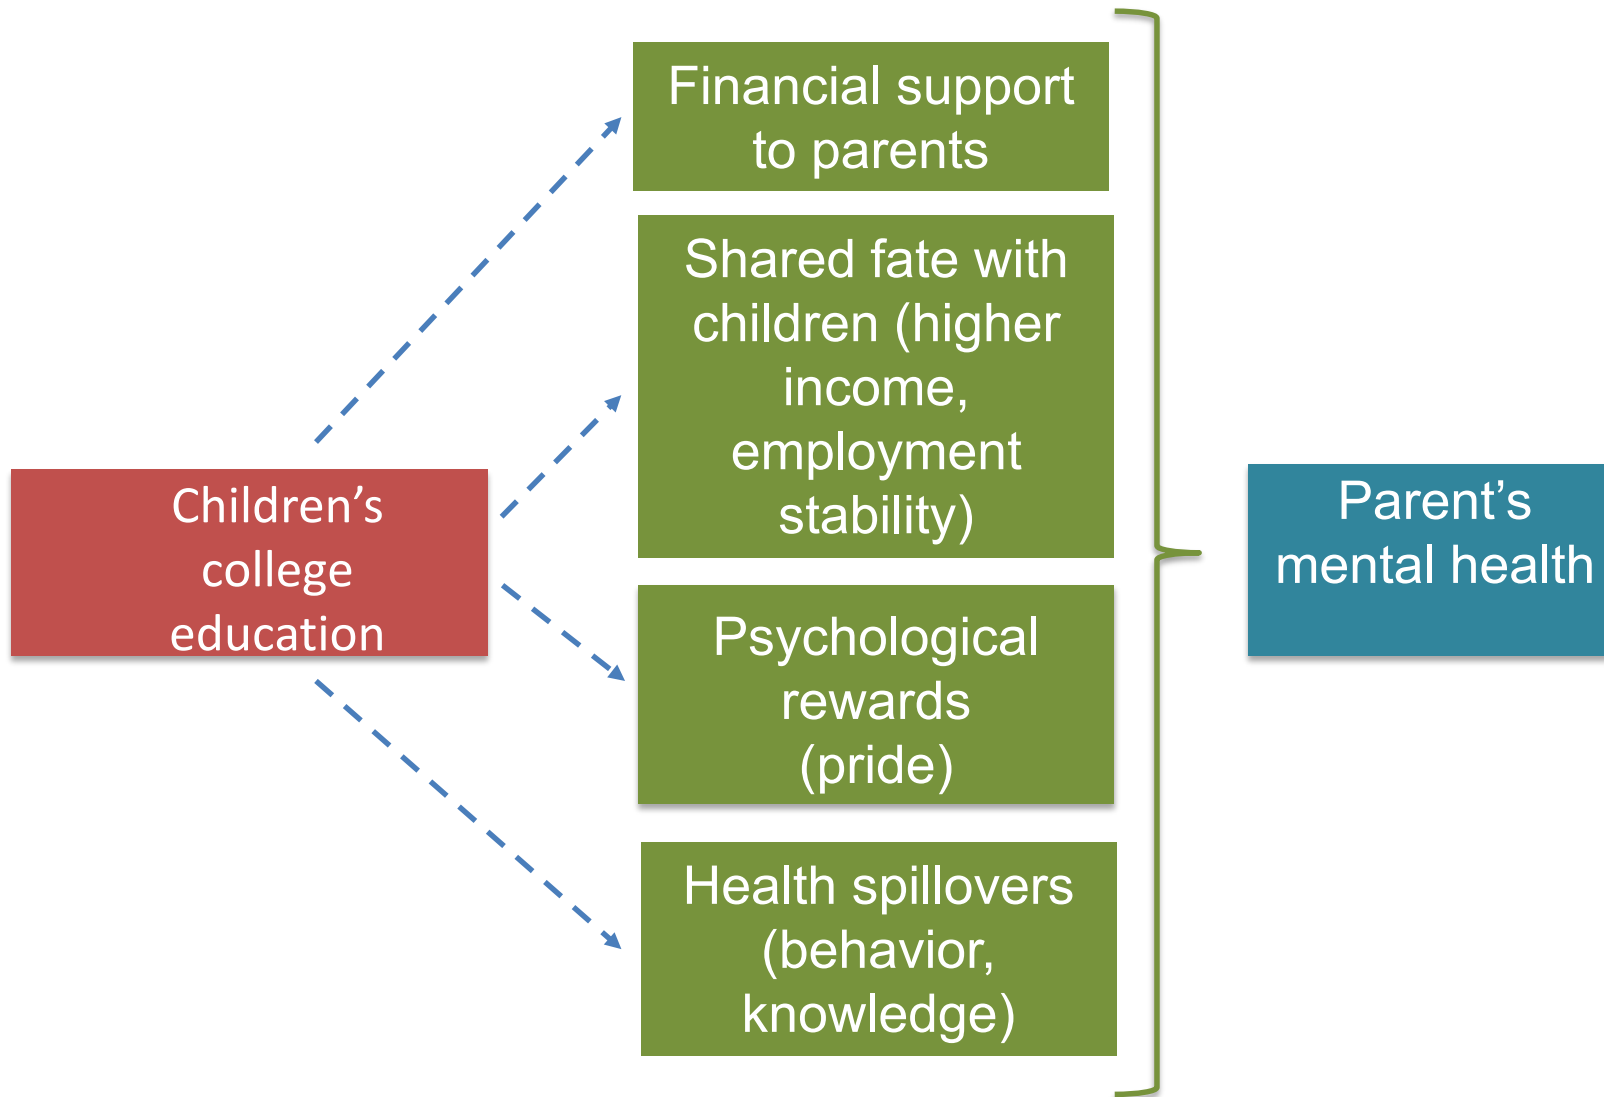 Financial support
to parents
Shared fate with
children (higher
income,
employment
stability)
Children’s
college
education
Parent’s
mental health
Psychological
rewards
(pride)
Health spillovers
(behavior,
knowledge)